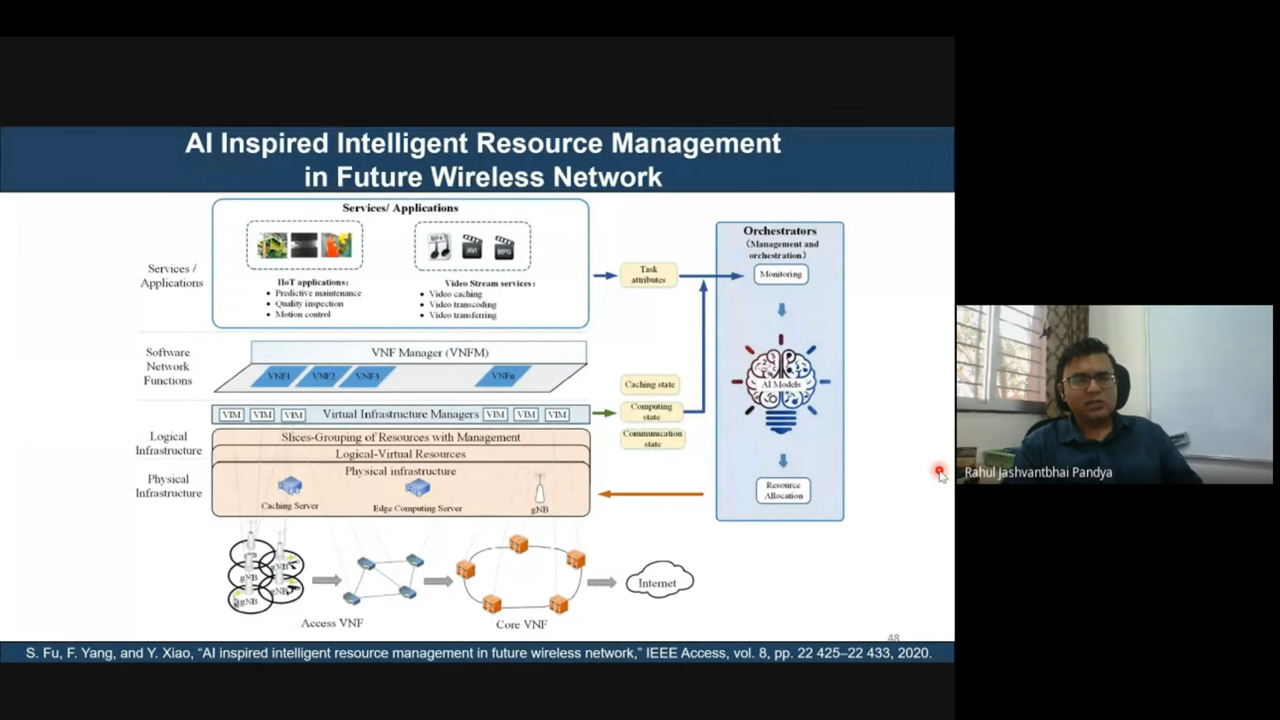 AI Inspired Intelligent Resource Management
in Future Wireless Network
Services/ Applications
MP4
AVI
MPG
IIoT applications:
• Predictive maintenance
• Quality inspection
• Motion control
Video Stream services:
• Video caching
• Video transcoding
• Video transferring
Services /
Applications
Task
attributes
Orchestrators
(Management and
orchestration)
Monitoring
AI Models
Resource
Allocation
Software
Network
Functions
VNF Manager (VNFM)
VNF1
VNF2
VNF3
VNFn
Caching state
Computing
state
Communication
state
VIM
VIM
VIM
Virtual Infrastructure Managers
VIM
VIM
VIM
Logical
Infrastructure
Slices-Grouping of Resources with Management
Logical-Virtual Resources
Physical
Infrastructure
Physical infrastructure
Caching Server
Edge Computing Server
gNB
gNB
gNB
gNB
gNB
Access VNF
Core VNF
Internet
48
S. Fu, F. Yang, and Y. Xiao, “AI inspired intelligent resource management in future wireless network,” IEEE Access, vol. 8, pp. 22 425–22 433, 2020.
Rahul Jashvantbhai Pandya